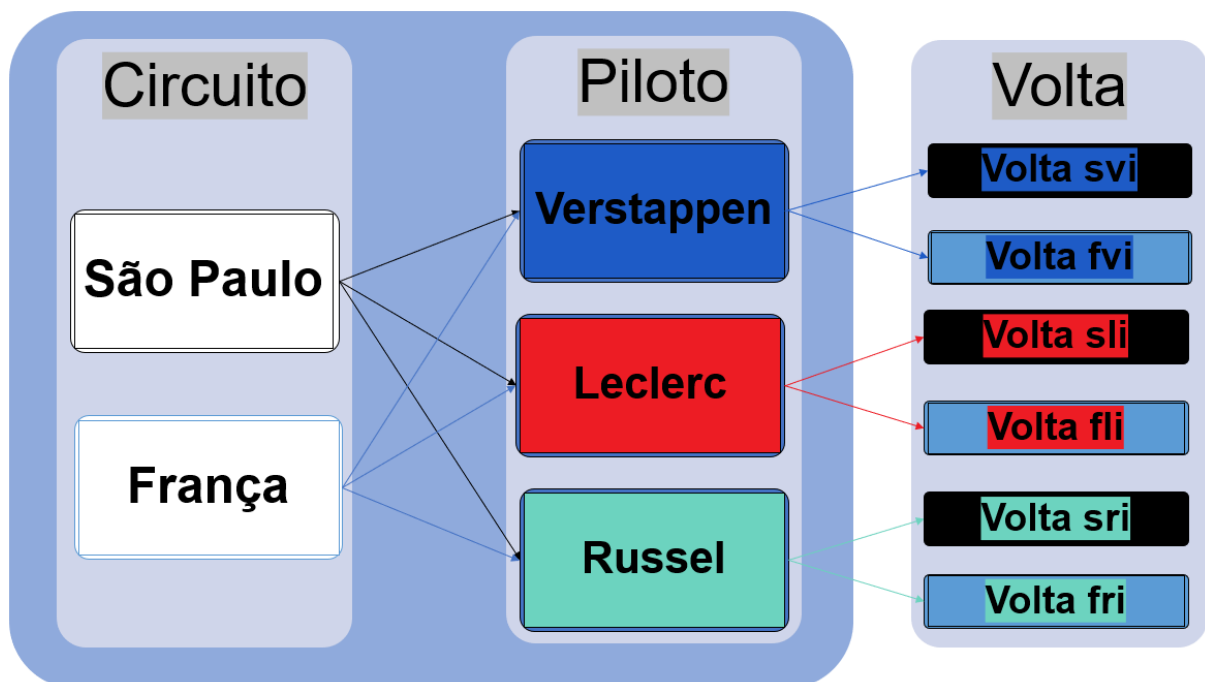 Circuito
Piloto
Volta
São Paulo
França
Verstappen
Leclerc
Russel
Volta svi
Volta fvi
Volta sli
Volta fli
Volta sri
Volta fri